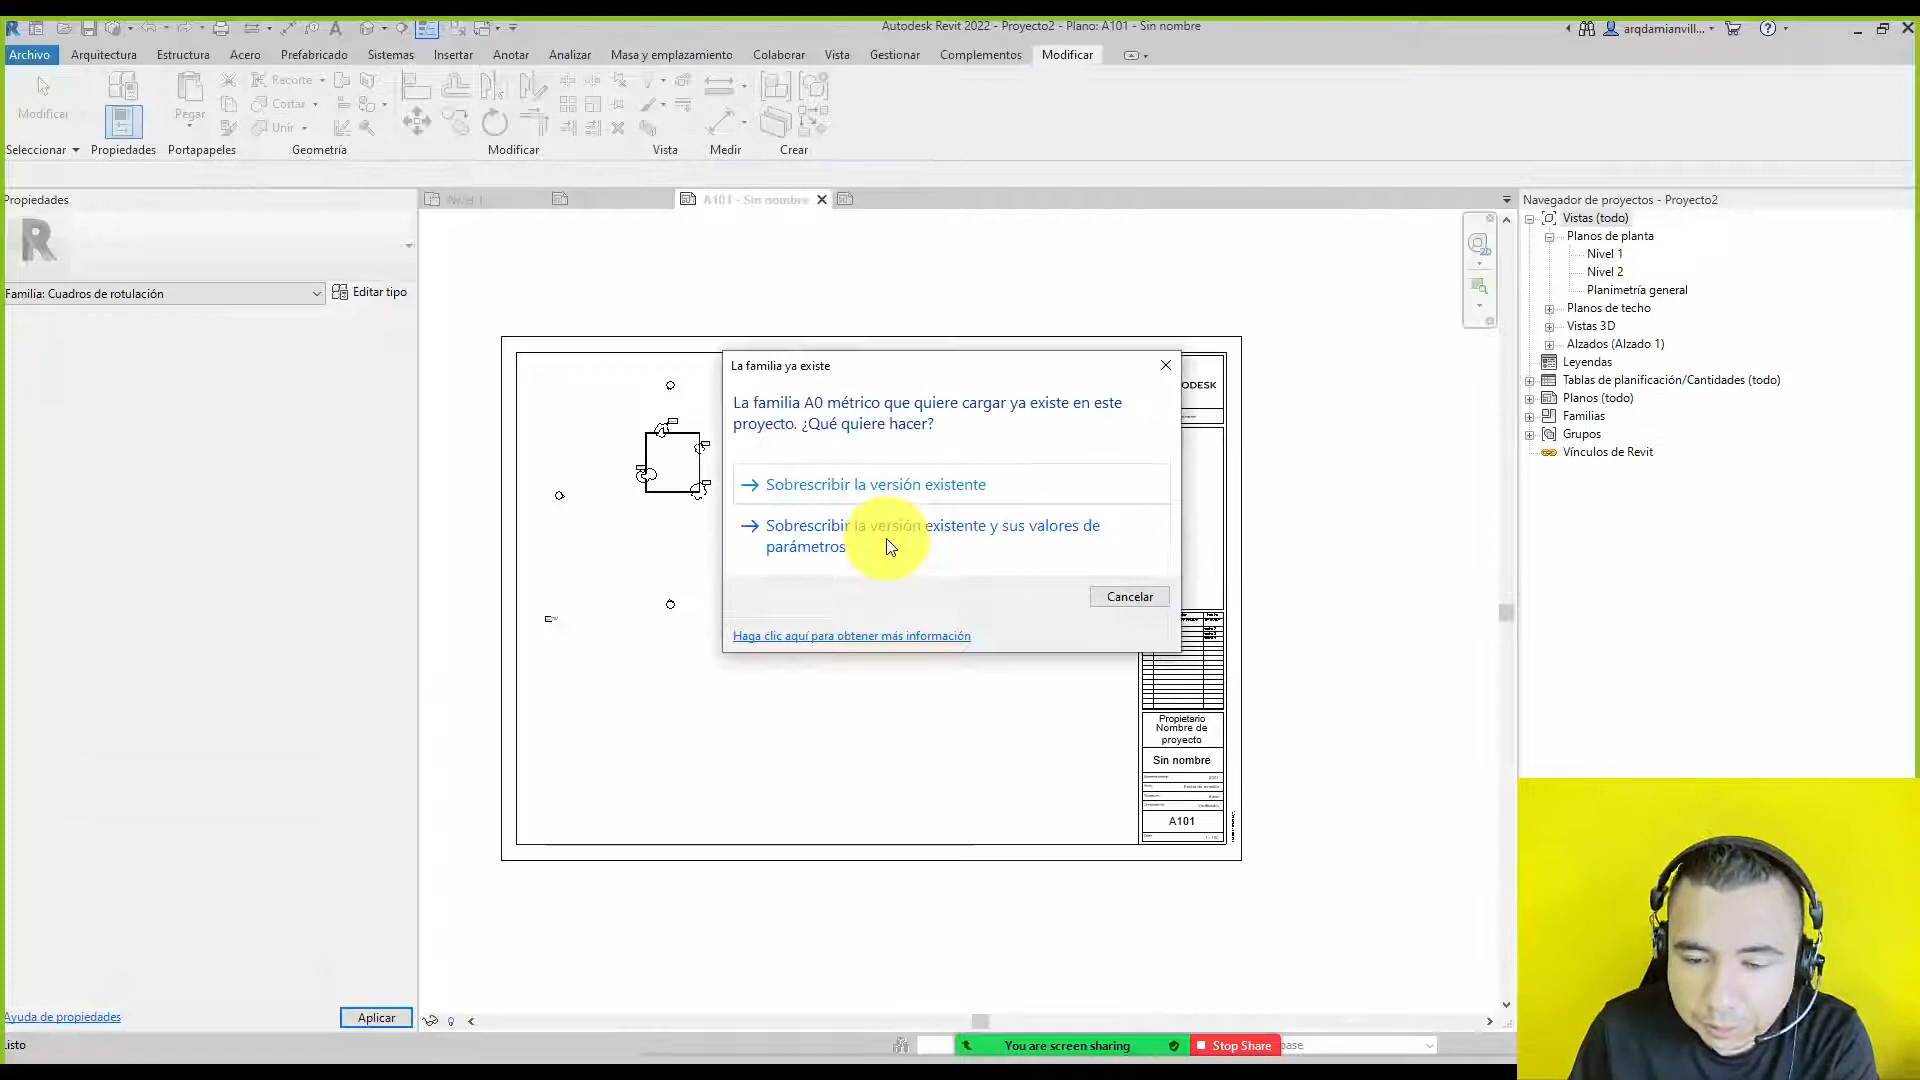 Autodesk Revit 2022 - Proyecto2 - Plano: A101 - Sin nombre
arqdamianvill...
Archivo Arquitectura Estructura Acero Prefabricado Sistemas Insertar Anotar Analizar Masa y emplazamiento Colaborar Vista Gestionar Complementos Modificar
Modificar
Pegar
Recorte
Cortar
Unir
Seleccionar Propiedades Portapapeles Geometría Modificar Vista Medir Crear
Propiedades
Nivel 1
A101 - Sin nombre
Familia: Cuadros de rotulación
Editar tipo
Navegador de proyectos - Proyecto2
Vistas (todo)
Planos de planta
Nivel 1
Nivel 2
Planimetría general
Planos de techo
Vistas 3D
Alzados (Alzado 1)
Leyendas
Tablas de planificación/Cantidades (todo)
Planos (todo)
Familias
Grupos
Vínculos de Revit
La familia ya existe
La familia A0 métrico que quiere cargar ya existe en este
proyecto. ¿Qué quiere hacer?
Sobrescribir la versión existente
Sobrescribir la versión existente y sus valores de
parámetros
Cancelar
Haga clic aquí para obtener más información
ODESK
Propietario
Nombre de
proyecto
Sin nombre
A101
Ayuda de propiedades
Aplicar
isto
You are screen sharing
Stop Share
base